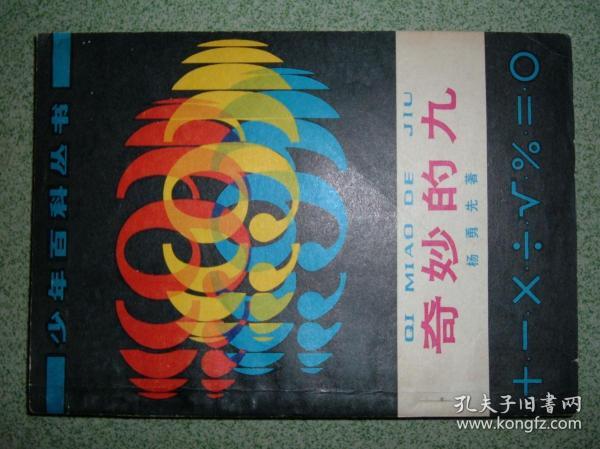 少年百科丛书
QI MIAO DE JIU
奇妙的九
杨勇先著
+·−·×·÷·√·%·=·○
孔夫子旧書网
www.kongfz.com